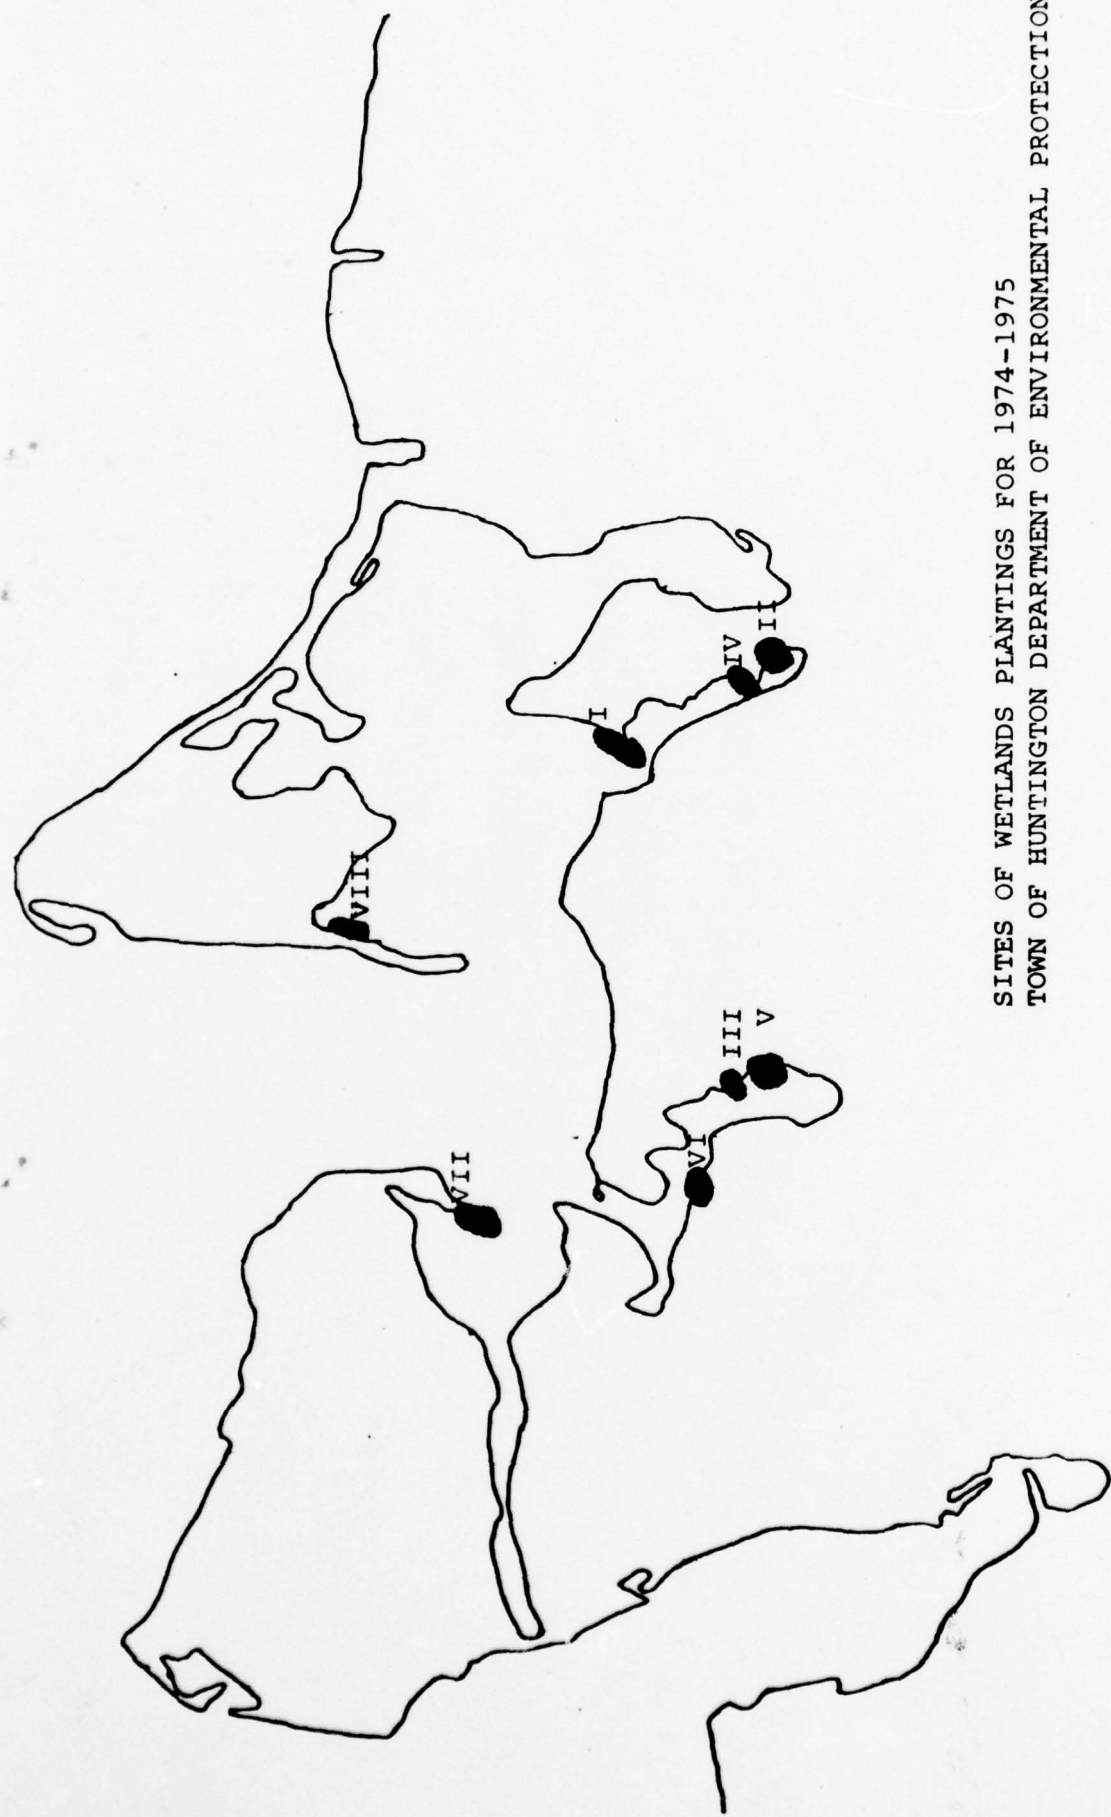 VIII
I
IV
II
VII
III
V
VI
SITES OF WETLANDS PLANTINGS FOR 1974-1975
TOWN OF HUNTINGTON DEPARTMENT OF ENVIRONMENTAL PROTECTION